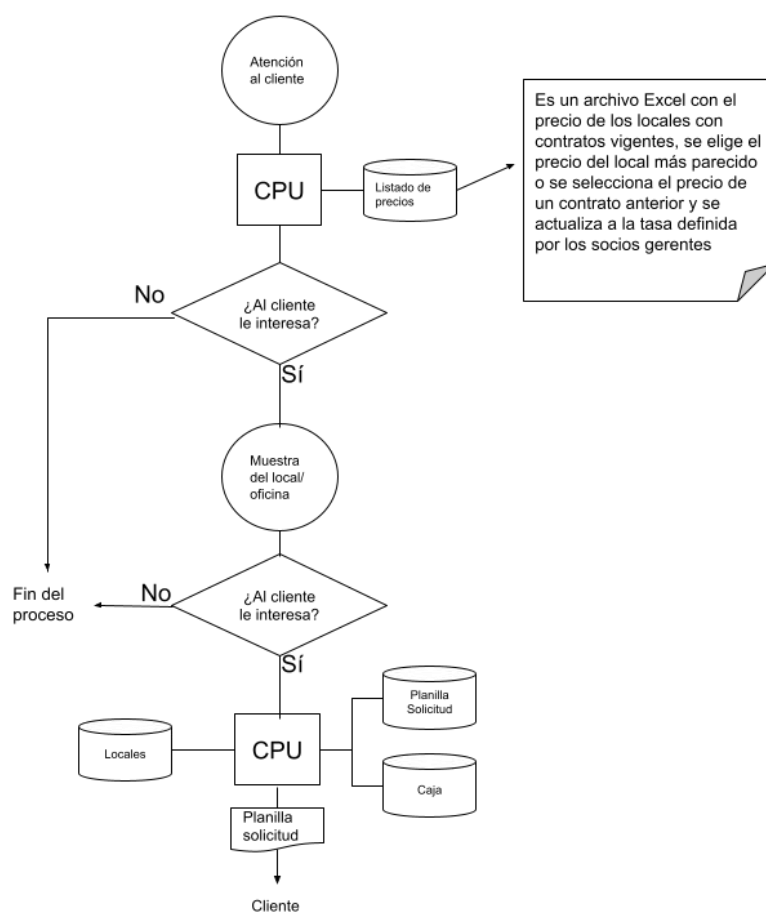 Atención
al cliente
Es un archivo Excel con el
precio de los locales con
contratos vigentes, se elige el
precio del local más parecido
o se selecciona el precio de
un contrato anterior y se
actualiza a la tasa definida
por los socios gerentes
CPU
Listado de
precios
No
¿Al cliente
le interesa?
Sí
Muestra
del local/
oficina
Fin del
proceso
No
¿Al cliente
le interesa?
Sí
Planilla
Solicitud
Locales
CPU
Caja
Planilla
solicitud
Cliente